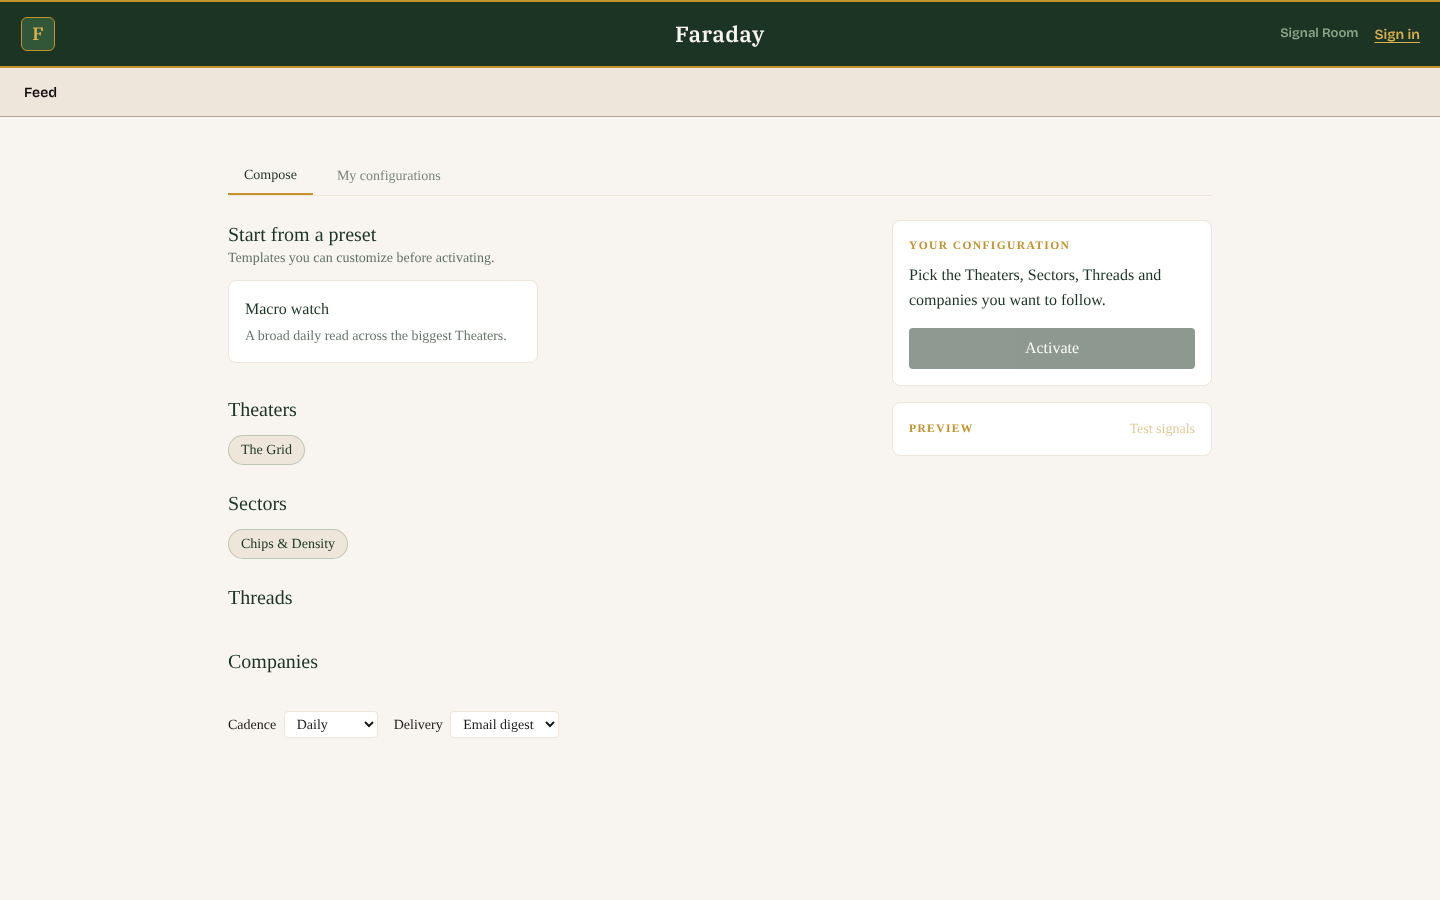 F
Faraday
Signal Room
Sign in
Feed
Compose
My configurations
Start from a preset
Templates you can customize before activating.
Macro watch
A broad daily read across the biggest Theaters.
Theaters
The Grid
Sectors
Chips & Density
Threads
Companies
Cadence
Daily
Delivery
Email digest
YOUR CONFIGURATION
Pick the Theaters, Sectors, Threads and
companies you want to follow.
Activate
PREVIEW
Test signals